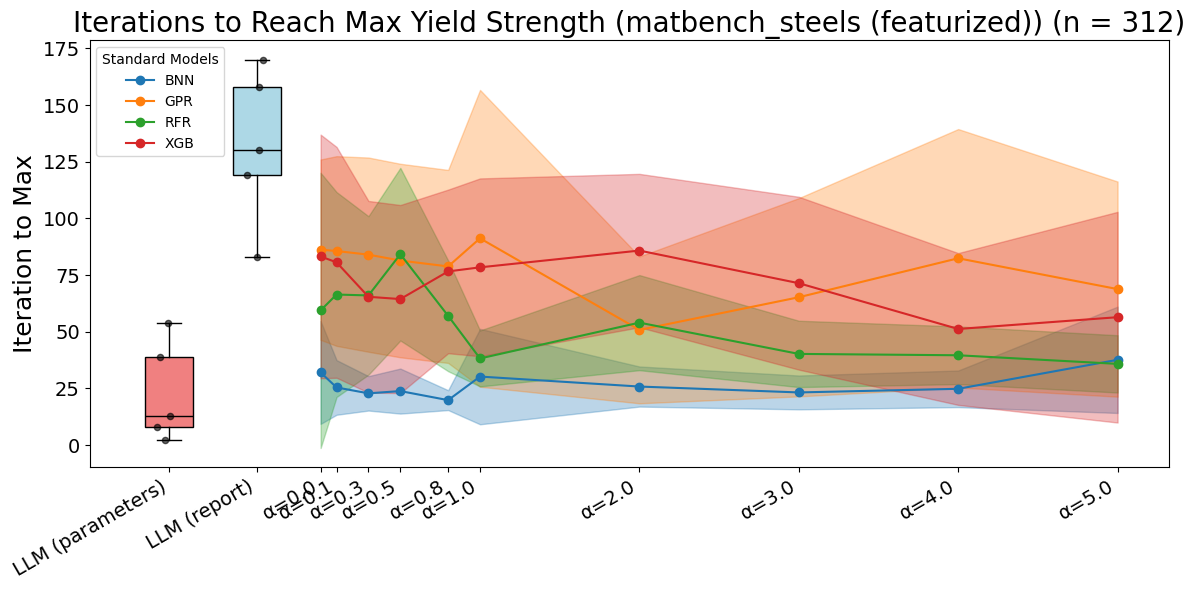 Iterations to Reach Max Yield Strength (matbench_steels (featurized)) (n = 312)
Iteration to Max
175
150
125
100
75
50
25
0
Standard Models
BNN
GPR
RFR
XGB
LLM (parameters)
LLM (report)
α=0.0
α=0.1
α=0.3
α=0.5
α=0.8
α=1.0
α=2.0
α=3.0
α=4.0
α=5.0